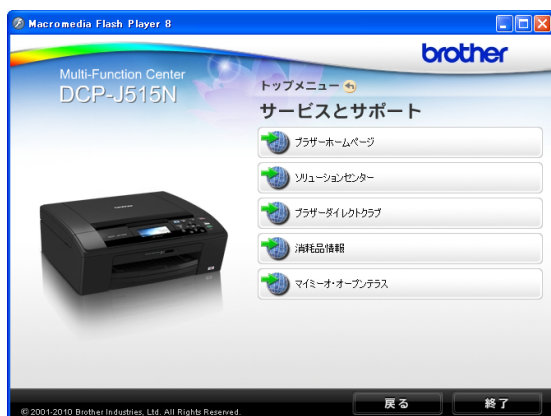 Macromedia Flash Player 8
brother
Multi-Function Center
DCP-J515N
トップメニュー
サービスとサポート
ブラザーホームページ
ソリューションセンター
ブラザーダイレクトクラブ
消耗品情報
マイミーオ・オープンテラス
戻る
終了
© 2001-2010 Brother Industries, Ltd. All Rights Reserved.